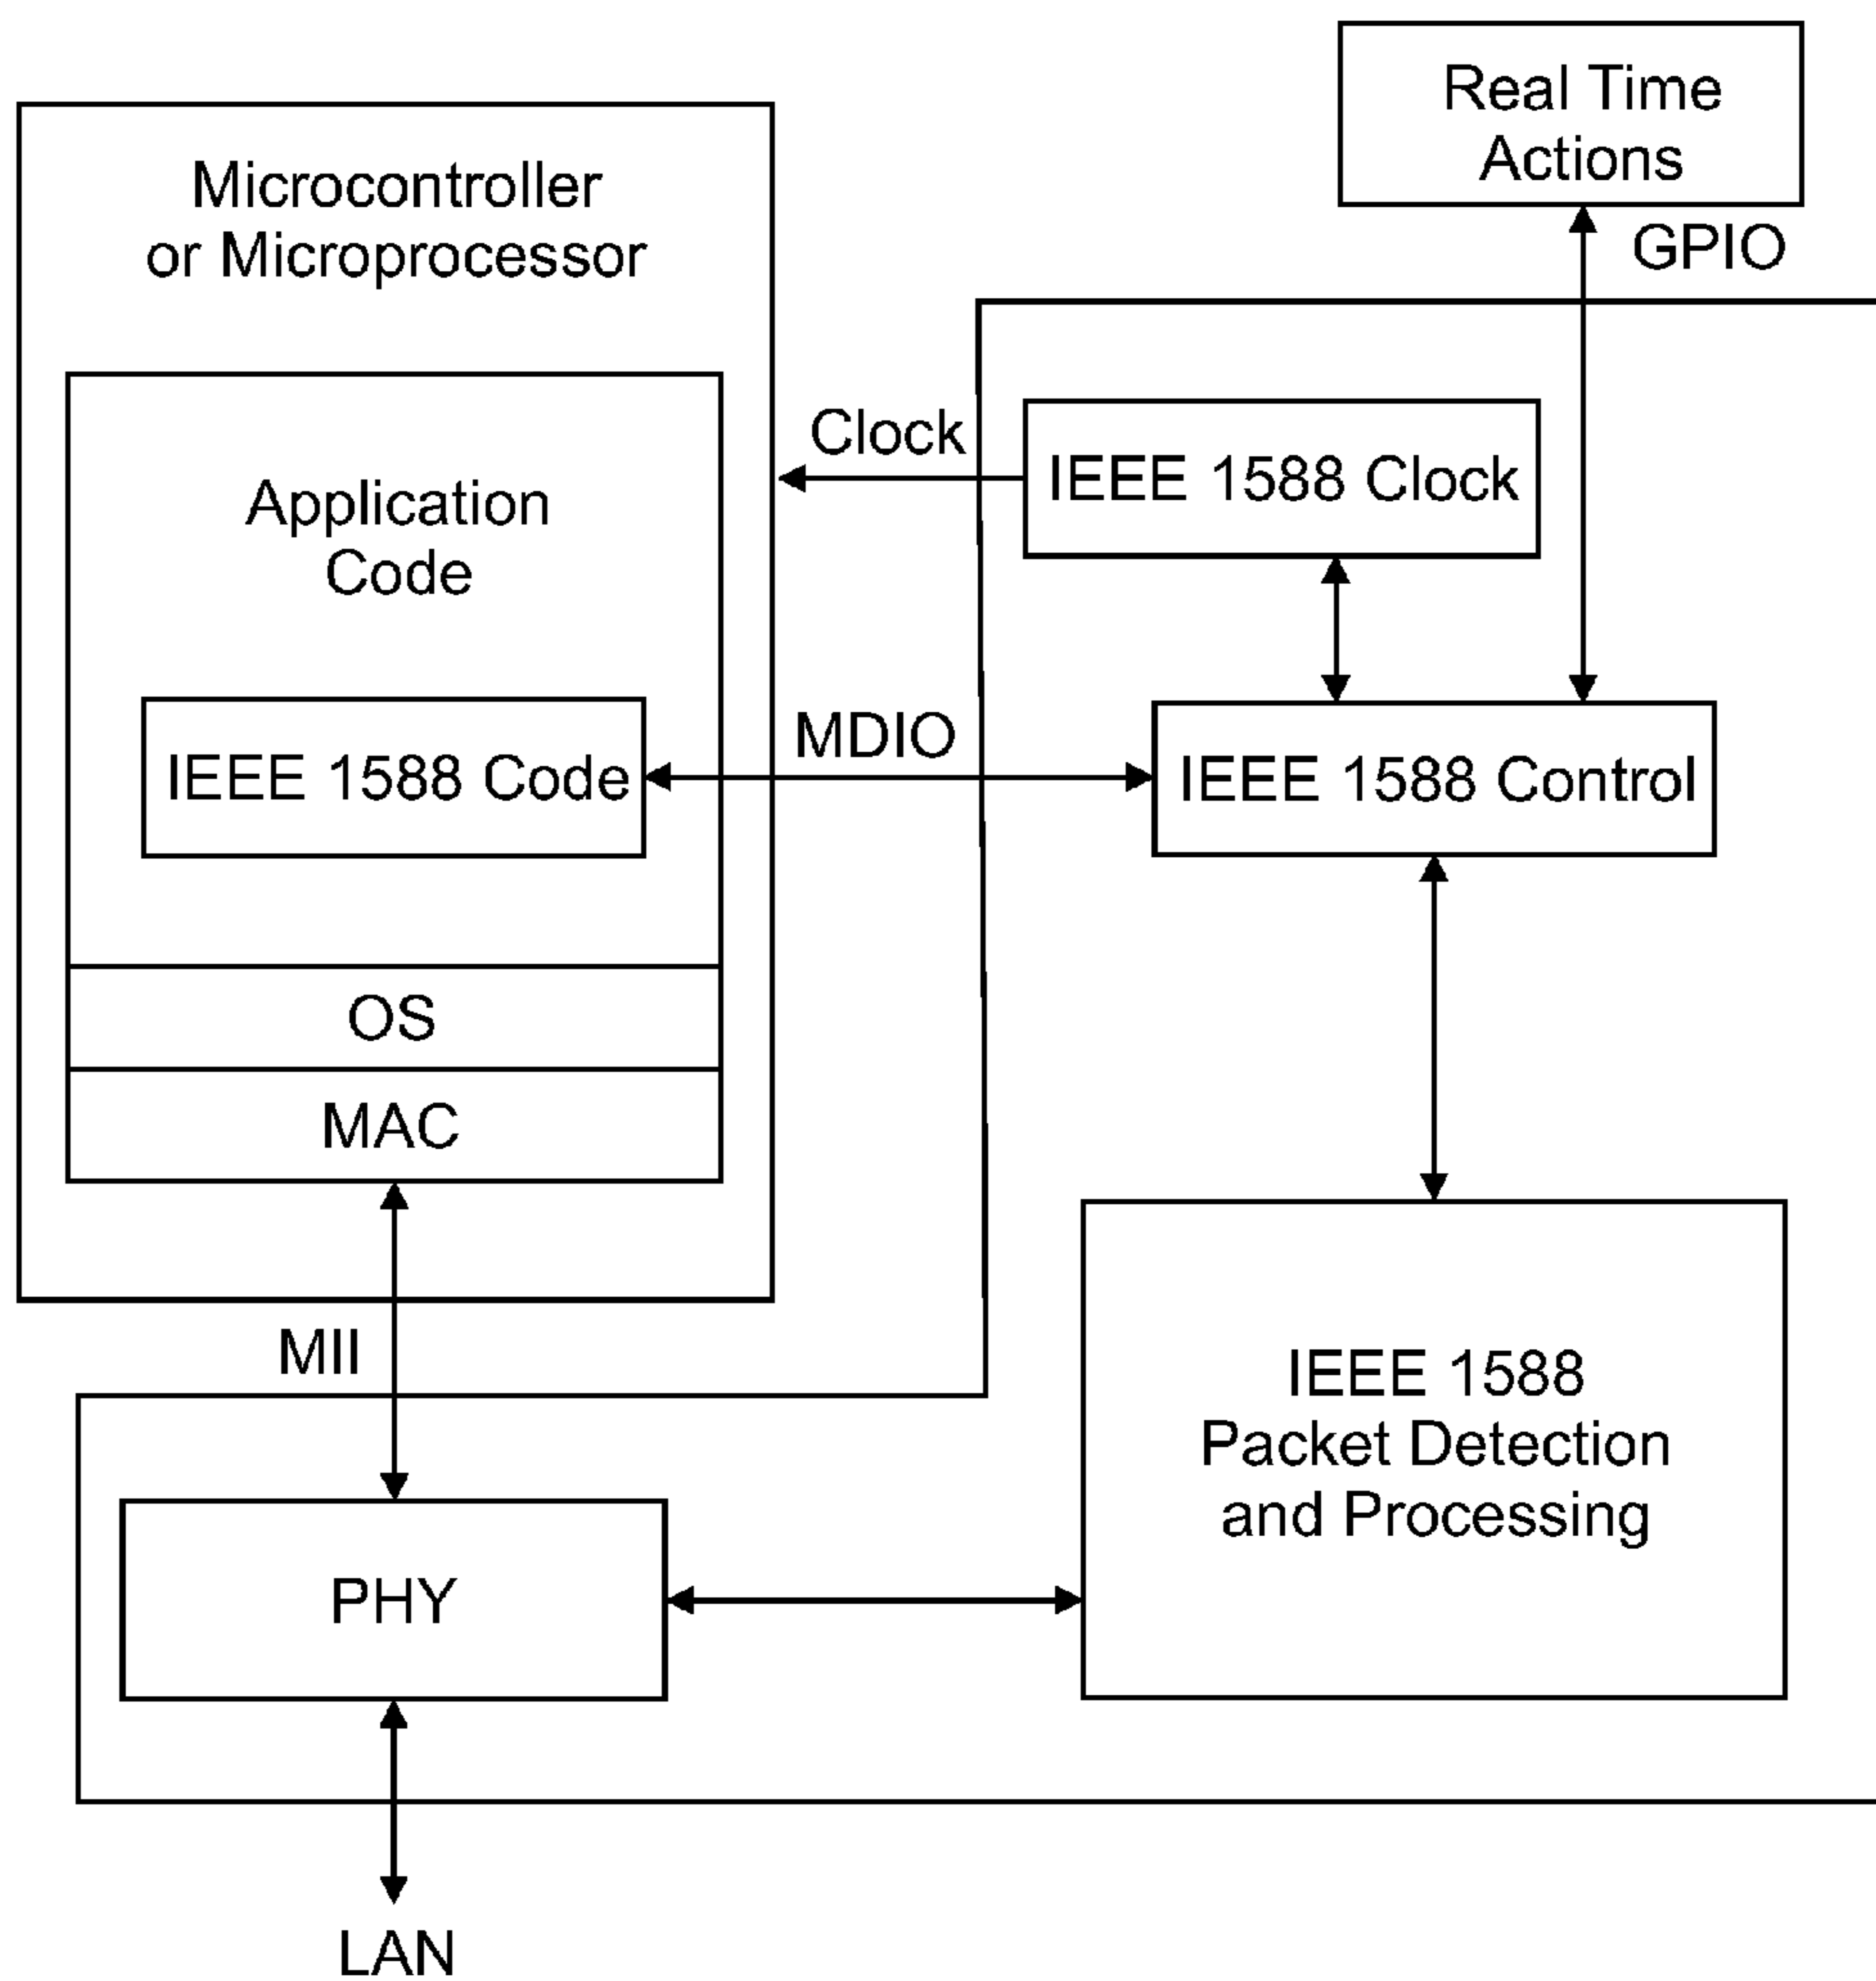 Real Time
Actions
GPIO
Microcontroller
or Microprocessor
Application
Code
Clock
IEEE 1588 Clock
IEEE 1588 Code
MDIO
IEEE 1588 Control
OS
MAC
MII
IEEE 1588
Packet Detection
and Processing
PHY
LAN